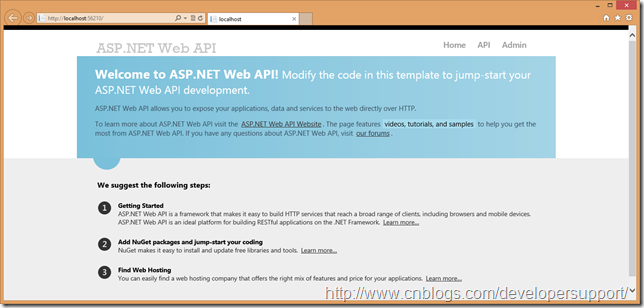 http://localhost:56210/
localhost
ASP.NET Web API
Home API Admin
Welcome to ASP.NET Web API! Modify the code in this template to jump-start your
ASP.NET Web API development.
ASP.NET Web API allows you to expose your applications, data and services to the web directly over HTTP.
To learn more about ASP.NET Web API visit the ASP.NET Web API Website. The page features videos, tutorials, and samples to help you get the
most from ASP.NET Web API. If you have any questions about ASP.NET Web API, visit our forums.
We suggest the following steps:
1 Getting Started
ASP.NET Web API is a framework that makes it easy to build HTTP services that reach a broad range of clients, including browsers and mobile devices.
ASP.NET Web API is an ideal platform for building RESTful applications on the .NET Framework. Learn more...
2 Add NuGet packages and jump-start your coding
NuGet makes it easy to install and update free libraries and tools. Learn more...
3 Find Web Hosting
You can easily find a web hosting company that offers the right mix of features and price for your applications. Learn more...
http://www.cnblogs.com/developersupport/